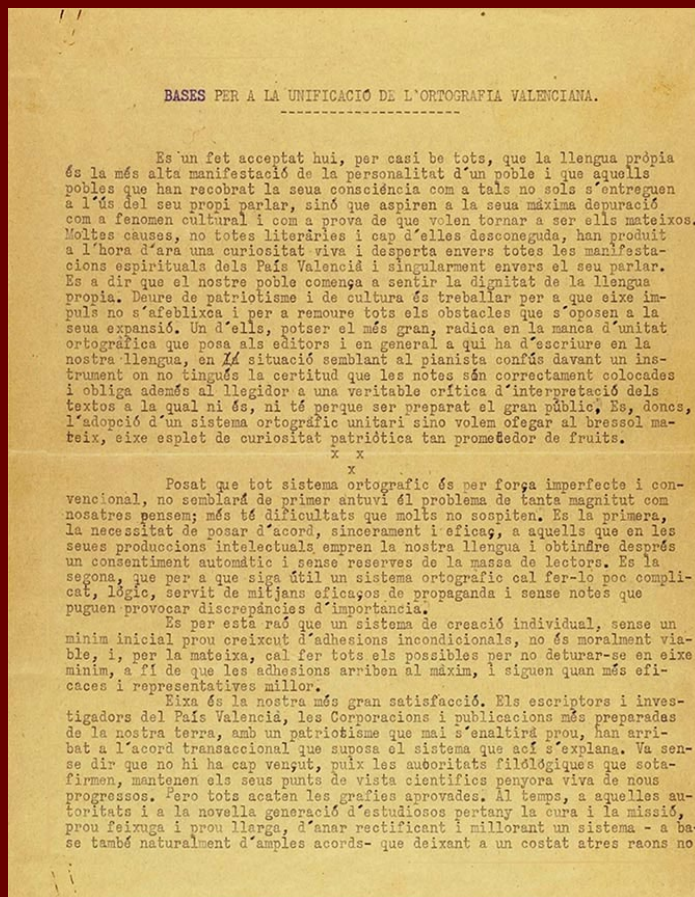 BASES PER A LA UNIFICACIÓ DE L'ORTOGRAFIA VALENCIANA.
----------------------
Es un fet acceptat hui, per casi be tots, que la llengua pròpia
és la més alta manifestació de la personalitat d'un poble i que aquells
pobles que han recobrat la seua consciéncia com a tals no sols s'entreguen
a l'ús del seu propi parlar, sinó que aspiren a la seua máxima depuració
com a fenomen cultural i com a prova de que volen tornar a ser ells mateixos.
Moltes causes, no totes literáries i cap d'elles desconeguda, han produit
a l'hora d'ara una curiositat viva i desperta envers totes les manifesta-
cions espirituals dels País Valenciá i singularment envers el seu parlar.
Es a dir que el nostre poble comença a sentir la dignitat de la llengua
propia. Deure de patriotisme i de cultura és treballar per a que eixe im-
puls no s'afeblixca i per a remoure tots els obstacles que s'oposen a la
seua expansió. Un d'ells, potser el més gran, radica en la manca d'unitat
ortográfica que posa als editors i en general a qui ha d'escriure en la
nostra llengua, en situació semblant al pianista confús davant un ins-
trument on no tingués la certitud que les notes són correctament colocades
i obliga además al llegidor a una veritable crítica d'interpretació dels
textos a la qual ni és, ni té perque ser preparat el gran públic, Es, doncs,
l'adopció d'un sistema ortográfic unitari sino volem ofegar al bressol ma-
teix, eixe esplet de curiositat patriòtica tan prometedor de fruits.
x x
x
Posat que tot sistema ortografic és per força imperfecte i con-
vencional, no semblará de primer antuvi él problema de tanta magnitut com
nosatres pensem; més té dificultats que molts no sospiten. Es la primera,
la necessitat de posar d'acord, sincerament i eficaç, a aquells que en les
seues produccions intelectuals empren la nostra llengua i obtindre després
un consentiment automátic i sense reserves de la massa de lectors. Es la
segona, que per a que siga útil un sistema ortográfic cal fer-lo poc compli-
cat, lógic, servit de mitjans eficaços de propaganda i sense notes que
puguen provocar discrepáncies d'importáncia.
Es per esta raó que un sistema de creació individual, sense un
minim inicial prou creixcut d'adhesions incondicionals, no és moralment via-
ble, i, per la mateixa, cal fer tots els possibles per no deturar-se en eixe
minim, a fí de que les adhesions arriben al máxim, i siguen quan més efi-
caces i representatives millor.
Eixa és la nostra més gran satisfacció. Els escriptors i inves-
tigadors del País Valenciá, les Corporacions i publicacions més preparades
de la nostra terra, amb un patriotisme que mai s'enaltirá prou, han arri-
bat a l'acord transaccional que suposa el sistema que ací s'explana. Va sen-
se dir que no hi ha cap vençut, puix les autoritats filológiques que sota-
firmen, mantenen els seus punts de vista cientifics penyora viva de nous
progressos. Pero tots acaten les grafies aprovades. Al temps, a aquelles au-
toritats i a la novella generació d'estudiosos pertany la cura i la missió,
prou feixuga i prou llarga, d'anar rectificant i millorant un sistema - a ba-
se també naturalment d'amples acords- que deixant a un costat atres raons no